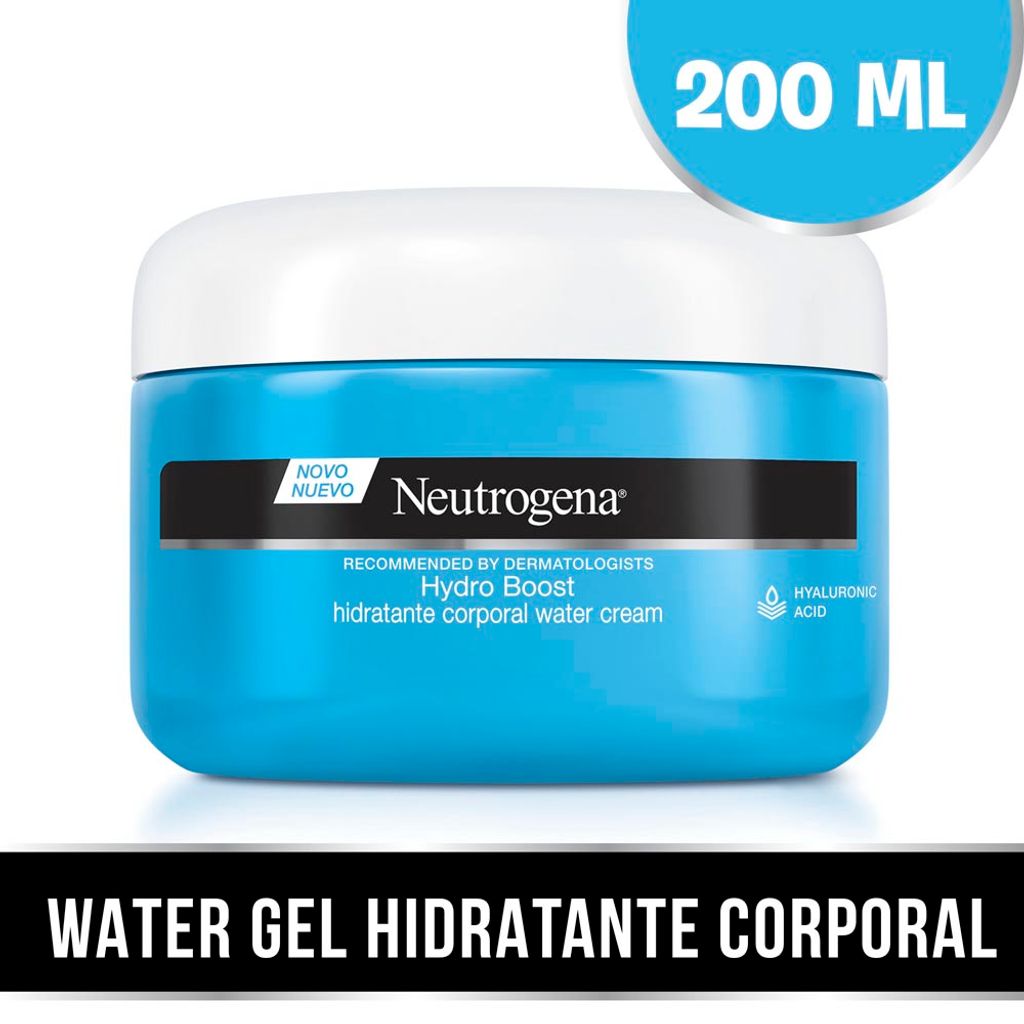 200 ML
NOVO
NUEVO
Neutrogena®
RECOMMENDED BY DERMATOLOGISTS
Hydro Boost
hidratante corporal water cream
HYALURONIC
ACID
WATER GEL HIDRATANTE CORPORAL